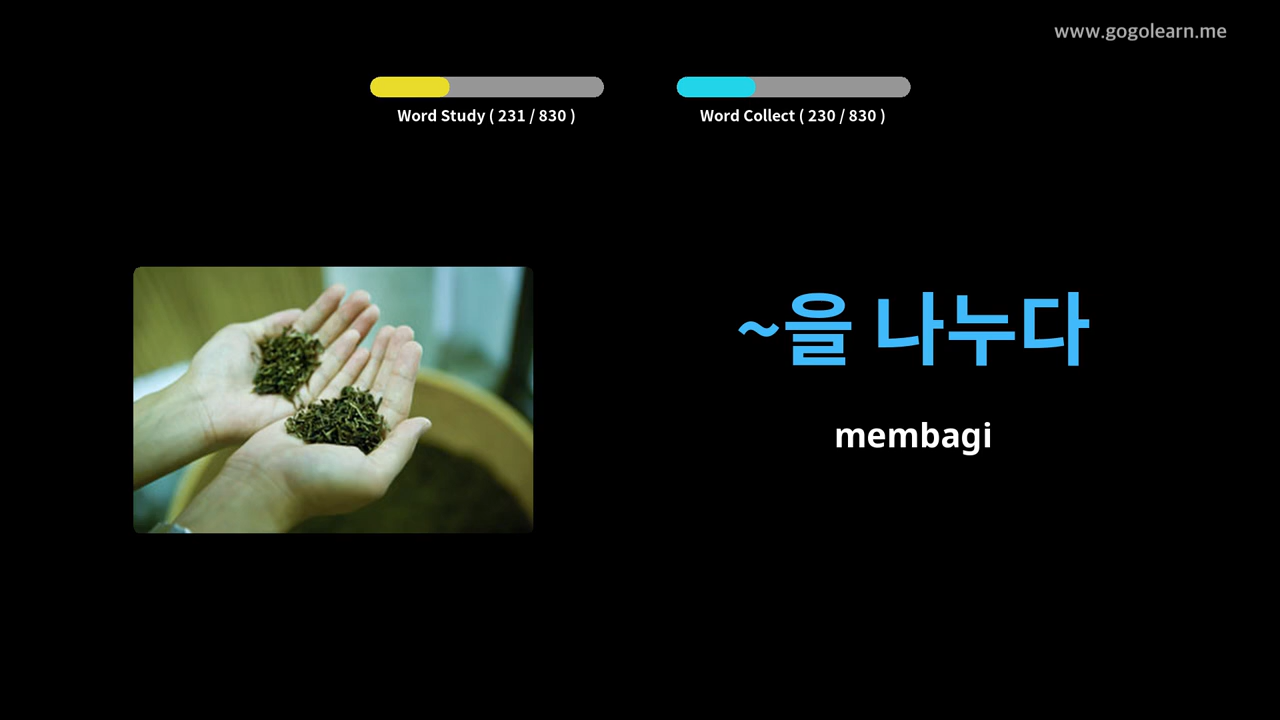 www.gogolearn.me
Word Study ( 231 / 830 )
Word Collect ( 230 / 830 )
~을 나누다
membagi